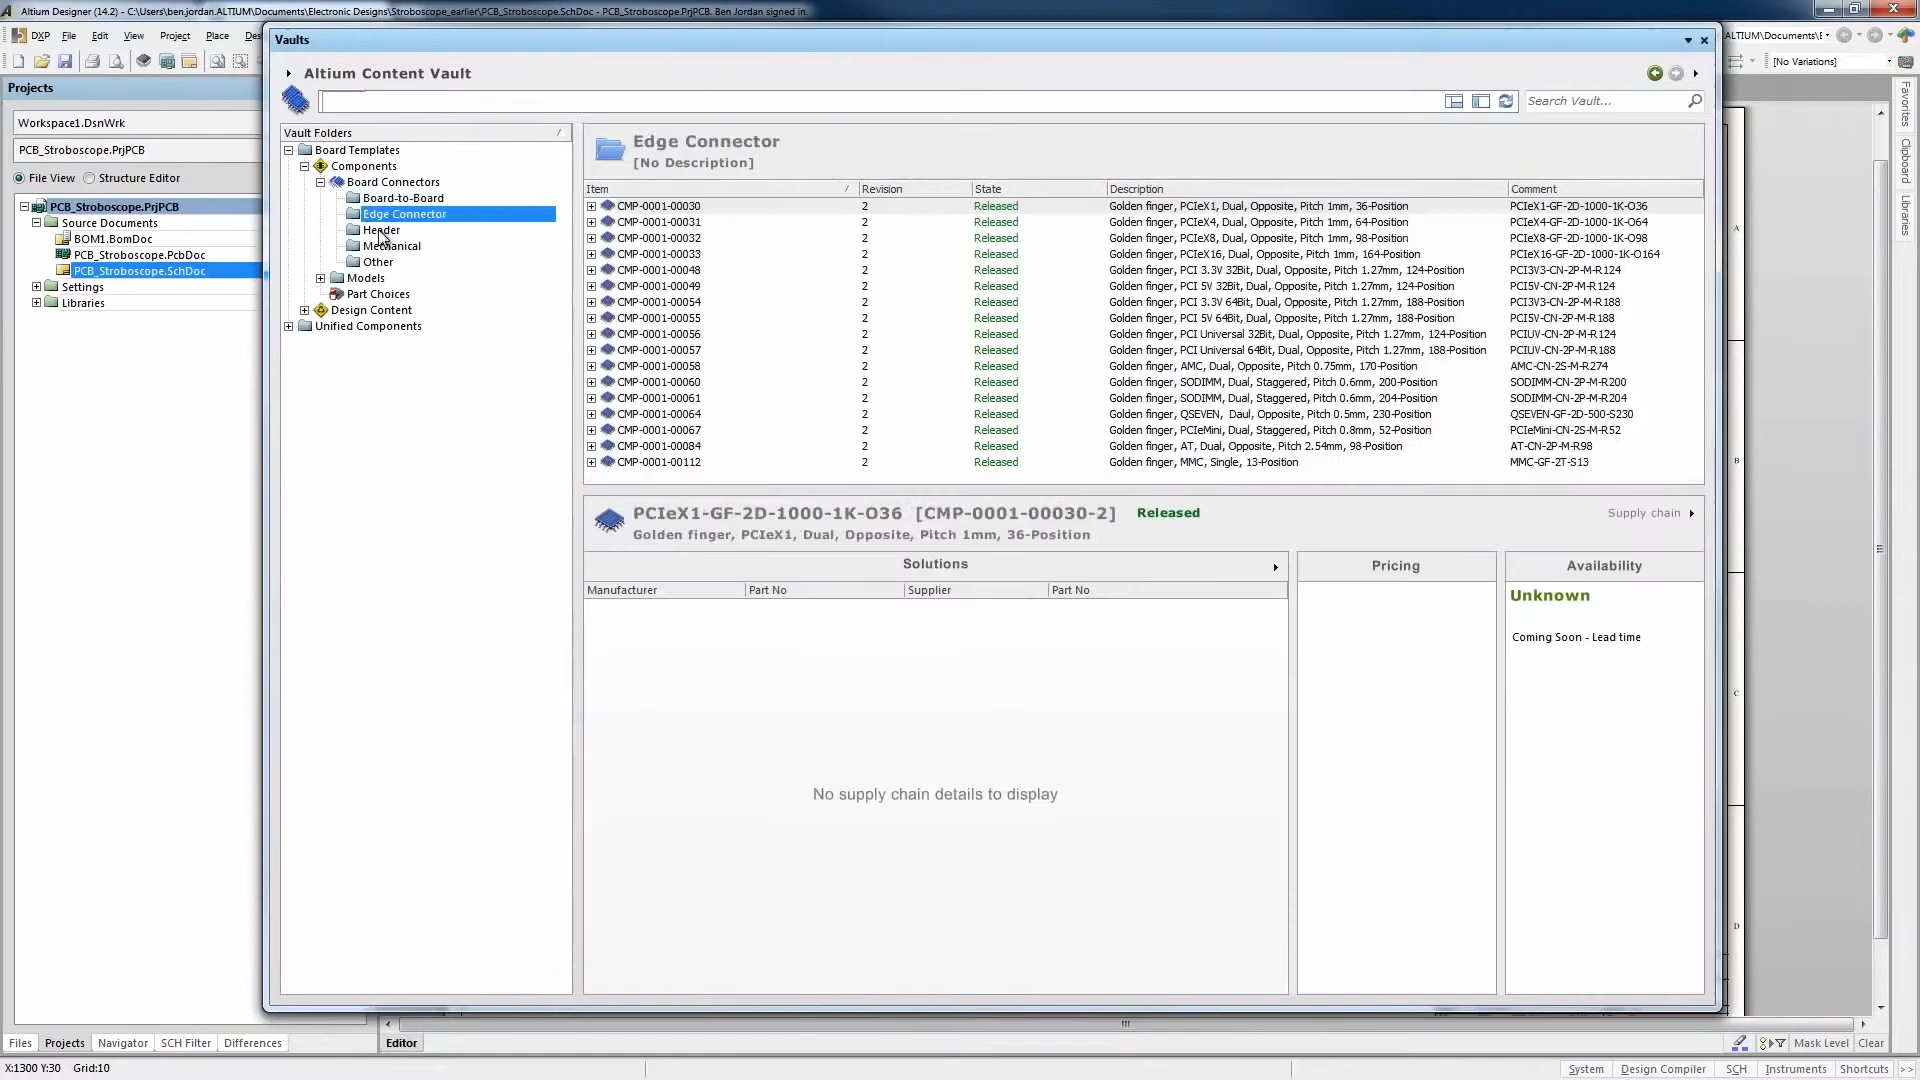 Altium Designer (14.2) - C:\Users\ben.jordan.ALTIUM\Documents\Electronic Designs\Stroboscope_earlier\PCB_Stroboscope.SchDoc - PCB_Stroboscope.PrjPCB. Ben Jordan signed in.
DXP File Edit View Project Place Des
Vaults
ALTIUM\Documents\E
[No Variations]
Projects
Workspace1.DsnWrk
PCB_Stroboscope.PrjPCB
File View Structure Editor
PCB_Stroboscope.PrjPCB
Source Documents
BOM1.BomDoc
PCB_Stroboscope.PcbDoc
PCB_Stroboscope.SchDoc
Settings
Libraries
Altium Content Vault
Search Vault...
Vault Folders
Board Templates
Components
Board Connectors
Board-to-Board
Edge Connector
Header
Mechanical
Other
Models
Part Choices
Design Content
Unified Components
Edge Connector
[No Description]
Item Revision State Description Comment
CMP-0001-00030 2 Released Golden finger, PCIeX1, Dual, Opposite, Pitch 1mm, 36-Position PCIeX1-GF-2D-1000-1K-O36
CMP-0001-00031 2 Released Golden finger, PCIeX4, Dual, Opposite, Pitch 1mm, 64-Position PCIeX4-GF-2D-1000-1K-O64
CMP-0001-00032 2 Released Golden finger, PCIeX8, Dual, Opposite, Pitch 1mm, 98-Position PCIeX8-GF-2D-1000-1K-O98
CMP-0001-00033 2 Released Golden finger, PCIeX16, Dual, Opposite, Pitch 1mm, 164-Position PCIeX16-GF-2D-1000-1K-O164
CMP-0001-00048 2 Released Golden finger, PCI 3.3V 32Bit, Dual, Opposite, Pitch 1.27mm, 124-Position PCI3V3-CN-2P-M-R124
CMP-0001-00049 2 Released Golden finger, PCI 5V 32Bit, Dual, Opposite, Pitch 1.27mm, 124-Position PCI5V-CN-2P-M-R124
CMP-0001-00054 2 Released Golden finger, PCI 3.3V 64Bit, Dual, Opposite, Pitch 1.27mm, 188-Position PCI3V3-CN-2P-M-R188
CMP-0001-00055 2 Released Golden finger, PCI 5V 64Bit, Dual, Opposite, Pitch 1.27mm, 188-Position PCI5V-CN-2P-M-R188
CMP-0001-00056 2 Released Golden finger, PCI Universal 32Bit, Dual, Opposite, Pitch 1.27mm, 124-Position PCIUV-CN-2P-M-R124
CMP-0001-00057 2 Released Golden finger, PCI Universal 64Bit, Dual, Opposite, Pitch 1.27mm, 188-Position PCIUV-CN-2P-M-R188
CMP-0001-00058 2 Released Golden finger, AMC, Dual, Opposite, Pitch 0.75mm, 170-Position AMC-CN-2S-M-R274
CMP-0001-00060 2 Released Golden finger, SODIMM, Dual, Staggered, Pitch 0.6mm, 200-Position SODIMM-CN-2P-M-R200
CMP-0001-00061 2 Released Golden finger, SODIMM, Dual, Staggered, Pitch 0.6mm, 204-Position SODIMM-CN-2P-M-R204
CMP-0001-00064 2 Released Golden finger, QSEVEN, Daul, Opposite, Pitch 0.5mm, 230-Position QSEVEN-GF-2D-500-S230
CMP-0001-00067 2 Released Golden finger, PCIeMini, Dual, Staggered, Pitch 0.8mm, 52-Position PCIeMini-CN-2S-M-R52
CMP-0001-00084 2 Released Golden finger, AT, Dual, Opposite, Pitch 2.54mm, 98-Position AT-CN-2P-M-R98
CMP-0001-00112 2 Released Golden finger, MMC, Single, 13-Position MMC-GF-2T-S13
PCIeX1-GF-2D-1000-1K-O36 [CMP-0001-00030-2] Released Supply chain
Golden finger, PCIeX1, Dual, Opposite, Pitch 1mm, 36-Position
Solutions Pricing Availability
Manufacturer Part No Supplier Part No
Unknown
Coming Soon - Lead time
No supply chain details to display
Favorites
Clipboard
Libraries
A
B
C
D
Files Projects Navigator SCH Filter Differences
Editor
Mask Level Clear
X:1300 Y:30 Grid:10
System Design Compiler SCH Instruments Shortcuts >>